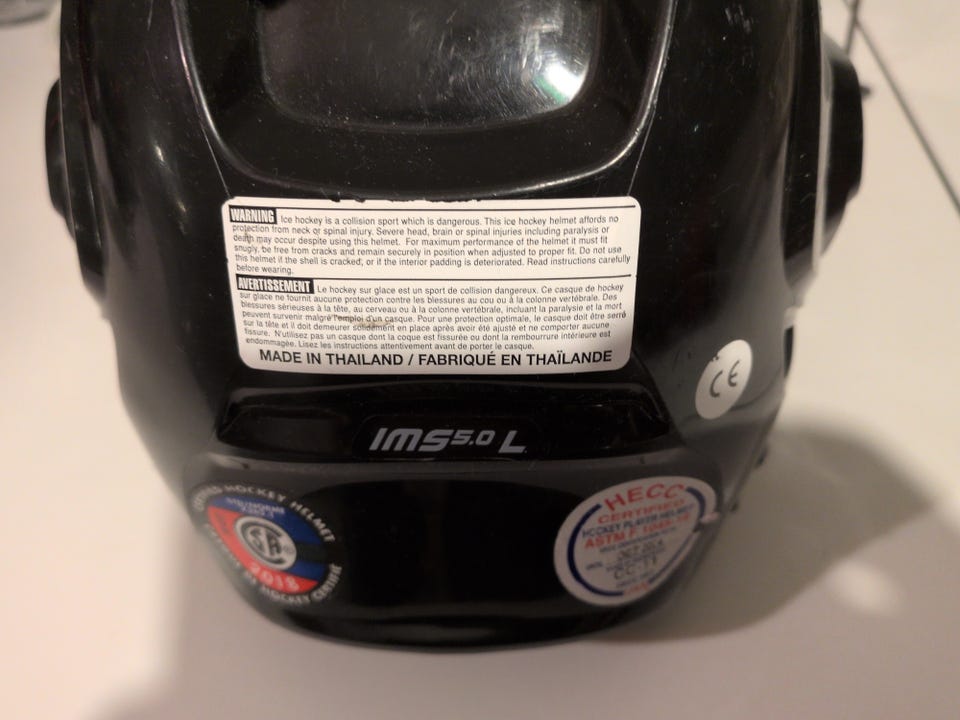 WARNING Ice hockey is a collision sport which is dangerous. This ice hockey helmet affords no
protection from neck or spinal injury. Severe head, brain or spinal injuries including paralysis or
death may occur despite using this helmet. For maximum performance of the helmet it must fit
snugly, be free from cracks and remain securely in position when adjusted to proper fit. Do not use
this helmet if the shell is cracked, or if the interior padding is deteriorated. Read instructions carefully
before wearing.
AVERTISSEMENT Le hockey sur glace est un sport de collision dangereux. Ce casque de hockey
sur glace ne fournit aucune protection contre les blessures au cou ou à la colonne vertébrale. Des
blessures sérieuses à la tête, au cerveau ou à la colonne vertébrale, incluant la paralysie et la mort
peuvent survenir malgré l'emploi d'un casque. Pour une protection optimale, le casque doit être serré
sur la tête et il doit demeurer solidement en place après avoir été ajusté et ne comporter aucune
fissure. N'utilisez pas un casque dont la coque est fissurée ou dont la rembourrure intérieure est
endommagée. Lisez les instructions attentivement avant de porter le casque.
MADE IN THAILAND / FABRIQUÉ EN THAÏLANDE
CE
IMS 5.0 L
HOCKEY HELMET
2018
HOCKEY CERTIFIÉ
HECC
CERTIFIED
HOCKEY PLAYER HELMET
ASTM F
CC-11